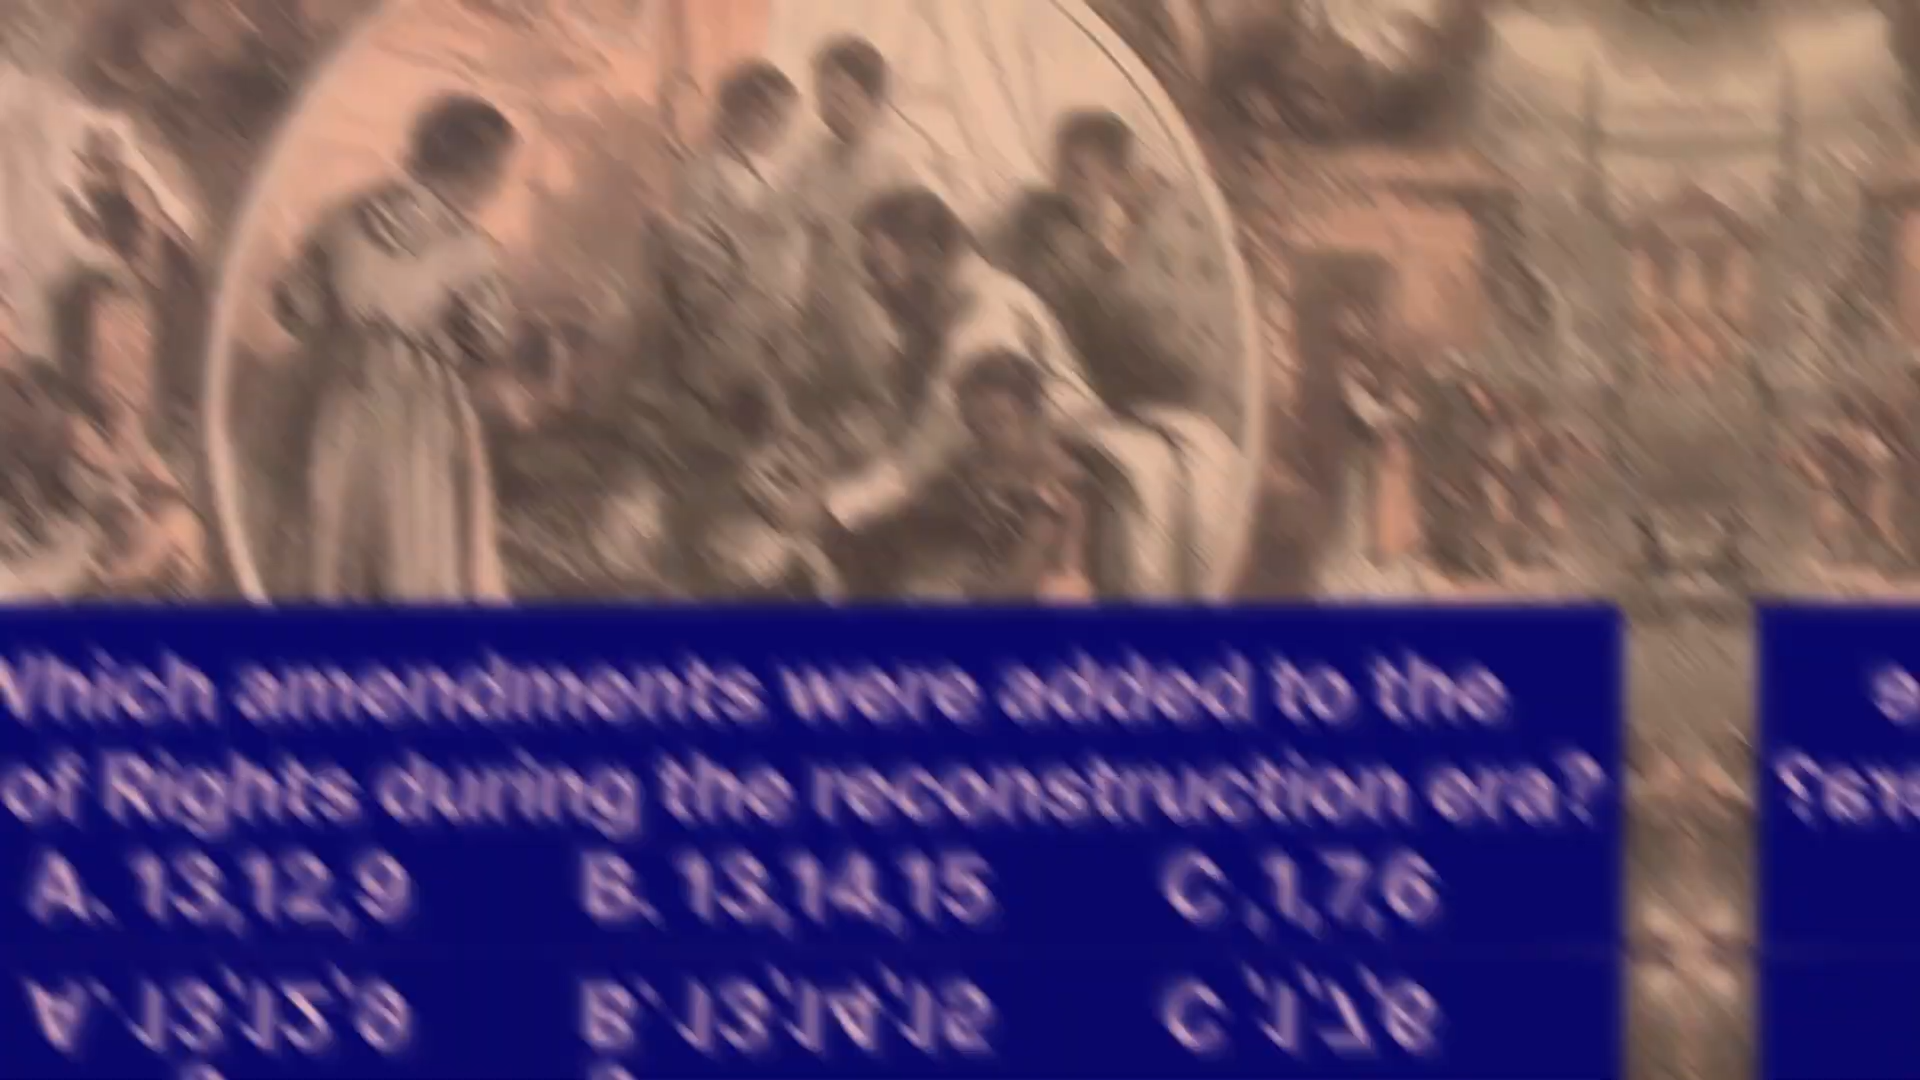 Which amendments were added to the
of Rights during the reconstruction era?
A. 13,12,9 B. 13,14,15 C ,1,7,6